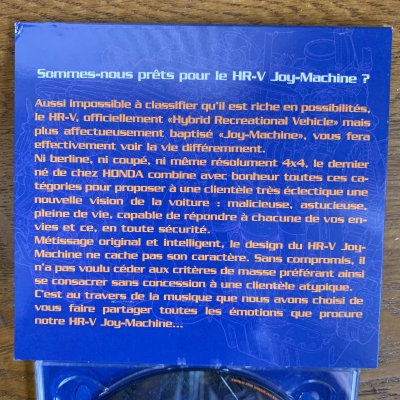 Sommes-nous prêts pour le HR-V Joy-Machine ?
Aussi impossible à classifier qu'il est riche en possibilités,
le HR-V, officiellement «Hybrid Recreational Vehicle» mais
plus affectueusement baptisé «Joy-Machine», vous fera
effectivement voir la vie différemment.
Ni berline, ni coupé, ni même résolument 4x4, le dernier
né de chez HONDA combine avec bonheur toutes ces ca-
tégories pour proposer à une clientèle très éclectique une
nouvelle vision de la voiture : malicieuse, astucieuse,
pleine de vie, capable de répondre à chacune de vos en-
vies et ce, en toute sécurité.
Métissage original et intelligent, le design du HR-V Joy-
Machine ne cache pas son caractère. Sans compromis, il
n'a pas voulu céder aux critères de masse préférant ainsi
se consacrer sans concession à une clientèle atypique.
C'est au travers de la musique que nous avons choisi de
vous faire partager toutes les émotions que procure
notre HR-V Joy-Machine...